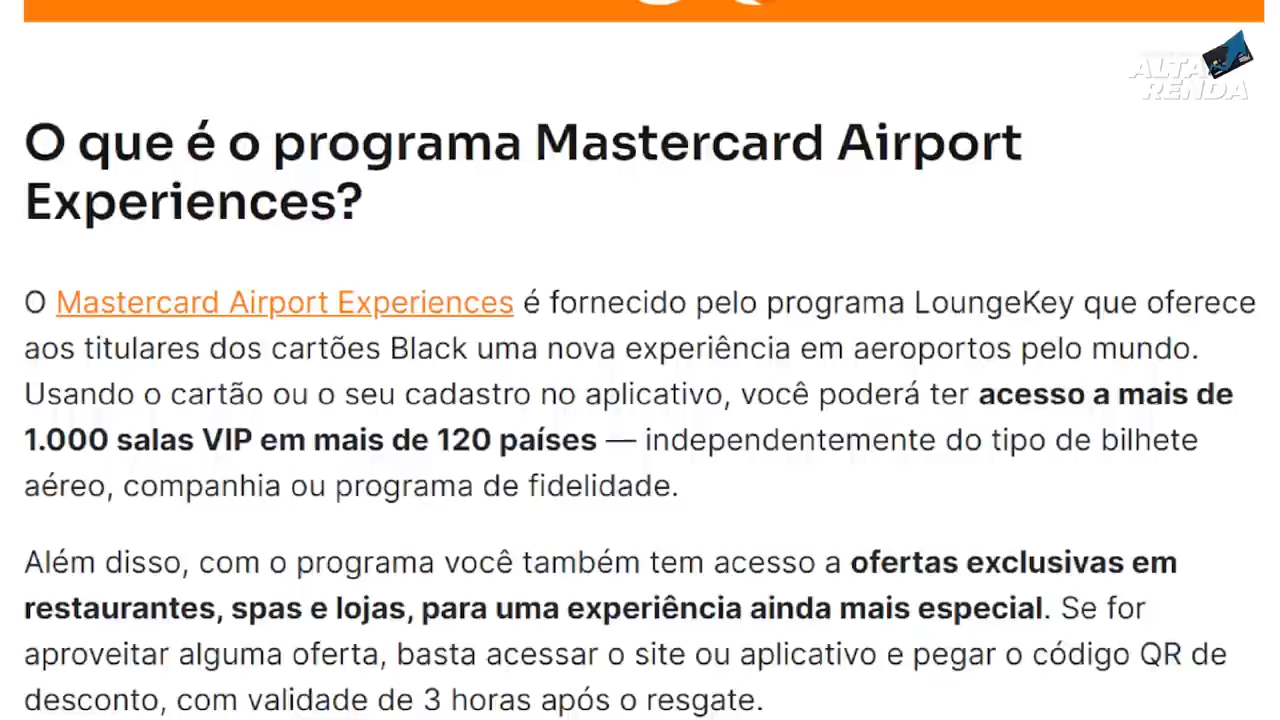 ALTA
RENDA
O que é o programa Mastercard Airport
Experiences?
O Mastercard Airport Experiences é fornecido pelo programa LoungeKey que oferece
aos titulares dos cartões Black uma nova experiência em aeroportos pelo mundo.
Usando o cartão ou o seu cadastro no aplicativo, você poderá ter acesso a mais de
1.000 salas VIP em mais de 120 países — independentemente do tipo de bilhete
aéreo, companhia ou programa de fidelidade.
Além disso, com o programa você também tem acesso a ofertas exclusivas em
restaurantes, spas e lojas, para uma experiência ainda mais especial. Se for
aproveitar alguma oferta, basta acessar o site ou aplicativo e pegar o código QR de
desconto, com validade de 3 horas após o resgate.